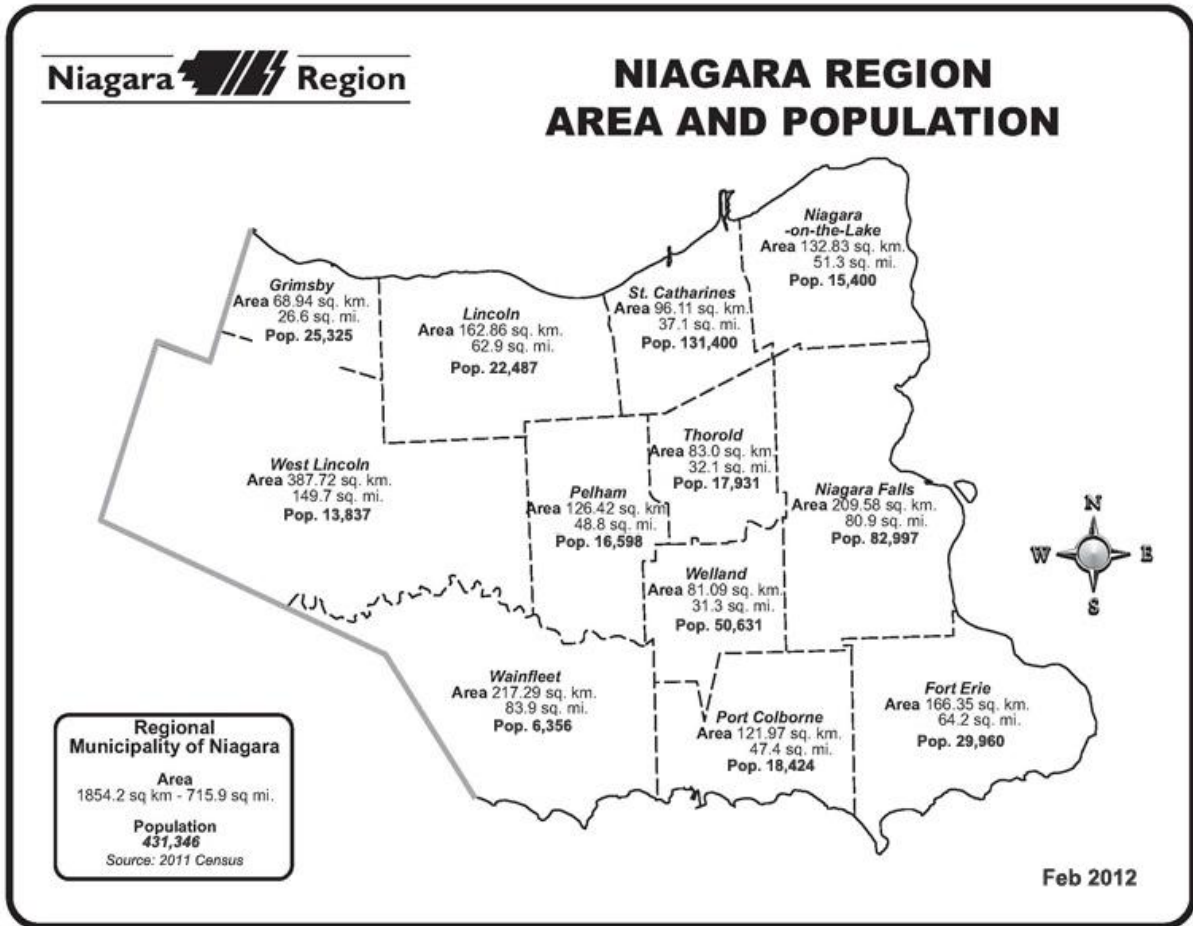 Niagara Region
NIAGARA REGION
AREA AND POPULATION
Niagara
-on-the-Lake
Area 132.83 sq. km.
51.3 sq. mi.
Pop. 15,400
Grimsby
Area 68.94 sq. km.
26.6 sq. mi.
Pop. 25,325
Lincoln
Area 162.86 sq. km.
62.9 sq. mi.
Pop. 22,487
St. Catharines
Area 96.11 sq. km.
37.1 sq. mi.
Pop. 131,400
West Lincoln
Area 387.72 sq. km.
149.7 sq. mi.
Pop. 13,837
Pelham
Area 126.42 sq. km
48.8 sq. mi.
Pop. 16,598
Thorold
Area 83.0 sq. km.
32.1 sq. mi.
Pop. 17,931
Niagara Falls
Area 209.58 sq. km.
80.9 sq. mi.
Pop. 82,997
Welland
Area 81.09 sq. km.
31.3 sq. mi.
Pop. 50,631
N
W E
S
Wainfleet
Area 217.29 sq. km.
83.9 sq. mi.
Pop. 6,356
Port Colborne
Area 121.97 sq. km.
47.4 sq. mi.
Pop. 18,424
Fort Erie
Area 166.35 sq. km.
64.2 sq. mi.
Pop. 29,960
Regional
Municipality of Niagara
Area
1854.2 sq km - 715.9 sq mi.
Population
431,346
Source: 2011 Census
Feb 2012